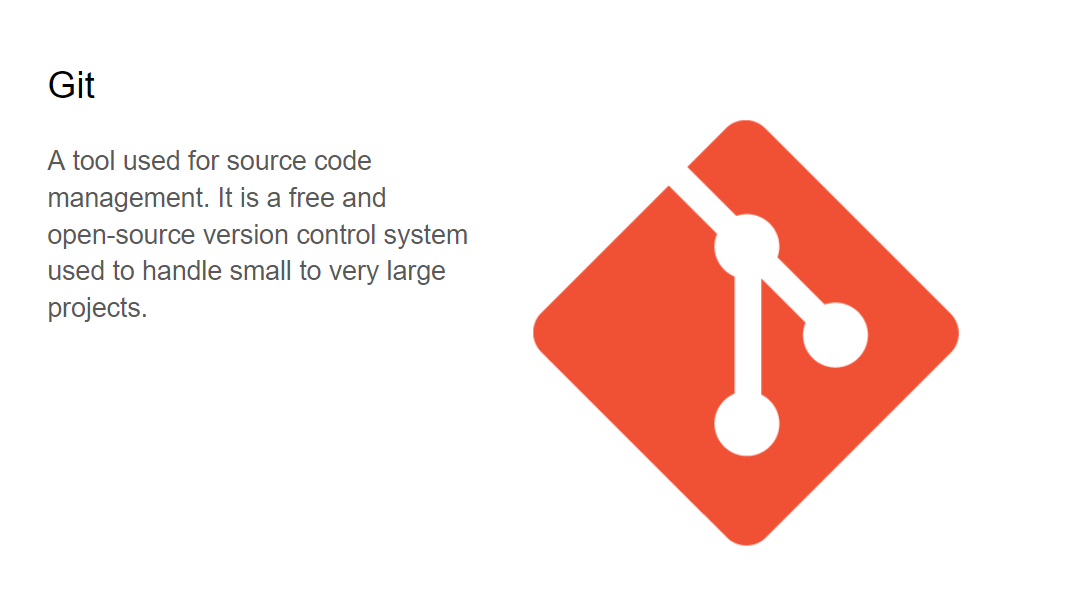 Git
A tool used for source code
management. It is a free and
open-source version control system
used to handle small to very large
projects.